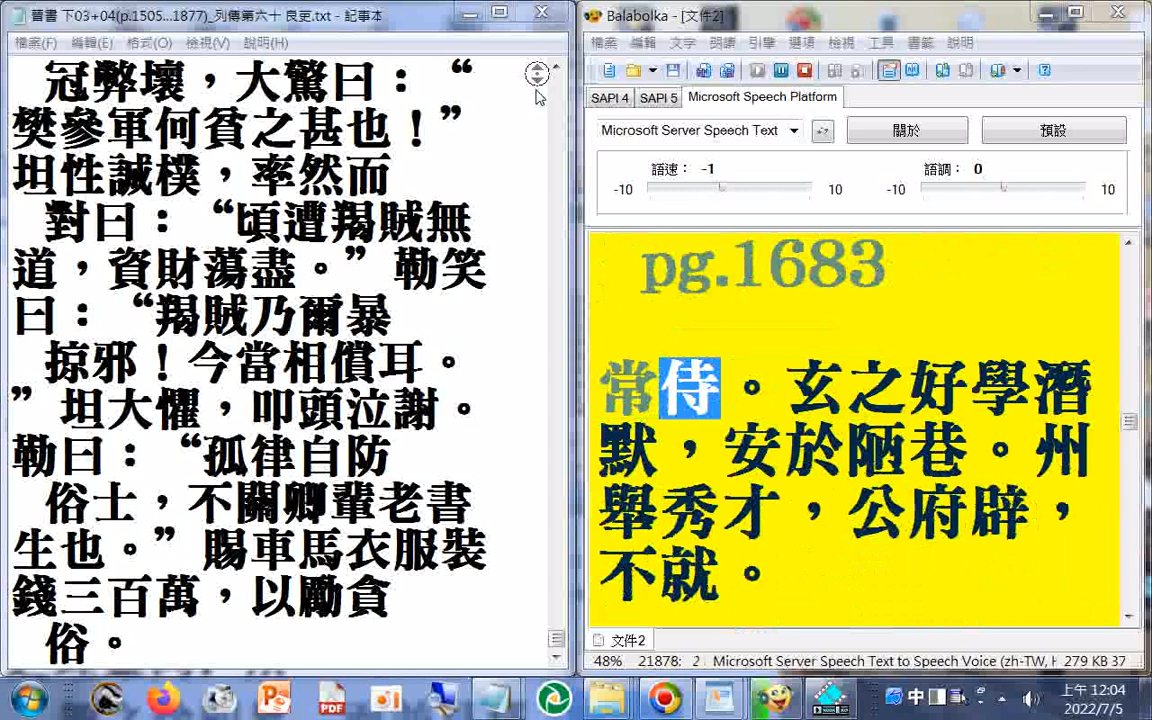 晉書 下03+04(p.1505...1877)_列傳第六十 良吏.txt - 記事本
檔案(F) 編輯(E) 格式(O) 檢視(V) 說明(H)
冠弊壞，大驚曰：“
樊參軍何貧之甚也！”
坦性誠樸，率然而
對曰：“頃遭羯賊無
道，資財蕩盡。”勒笑
曰：“羯賊乃爾暴
掠邪！今當相償耳。
”坦大懼，叩頭泣謝。
勒曰：“孤律自防
俗士，不關卿輩老書
生也。”賜車馬衣服裝
錢三百萬，以勵貪
俗。
Balabolka - [文件2]
檔案 編輯 文字 朗讀 引擎 選項 檢視 工具 書籤 說明
SAPI 4 SAPI 5 Microsoft Speech Platform
Microsoft Server Speech Text 關於 預設
語速： -1 語調： 0
-10 10 -10 10
pg.1683
常侍。玄之好學潛
默，安於陋巷。州
舉秀才，公府辟，
不就。
文件2
48% 21878: 2 Microsoft Server Speech Text to Speech Voice (zh-TW, H 279 KB 37
中
上午 12:04
2022/7/5